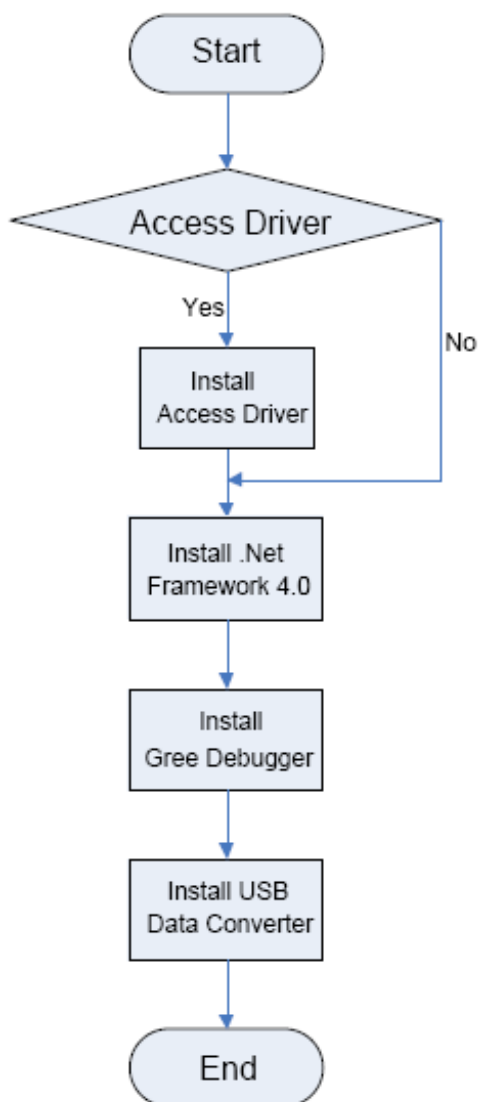 Start
Access Driver
Yes
No
Install
Access Driver
Install .Net
Framework 4.0
Install
Gree Debugger
Install USB
Data Converter
End